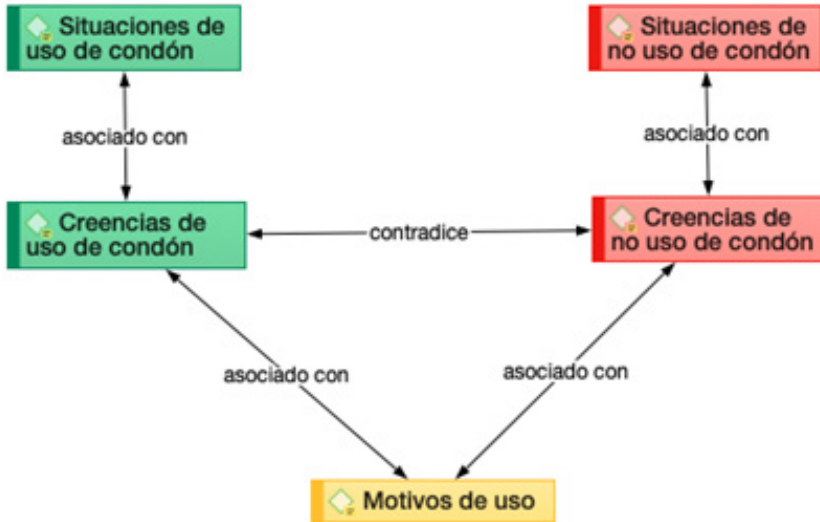 Situaciones de
uso de condón
Situaciones de
no uso de condón
asociado con
asociado con
Creencias de
uso de condón
contradice
Creencias de
no uso de condón
asociado con
asociado con
Motivos de uso